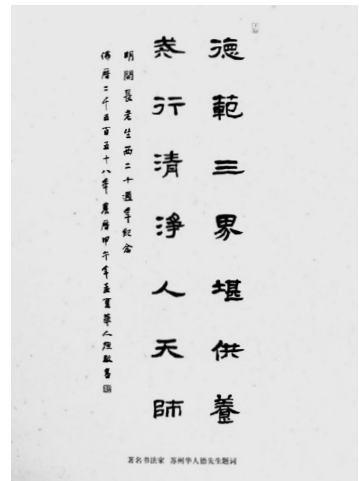 德範三界堪供養
梵行清淨人天師
明開長老生西二十週年紀念
佛曆二千五百五十八年農曆甲午年孟夏華人德敬書
著名书法家 苏州华人德先生题词